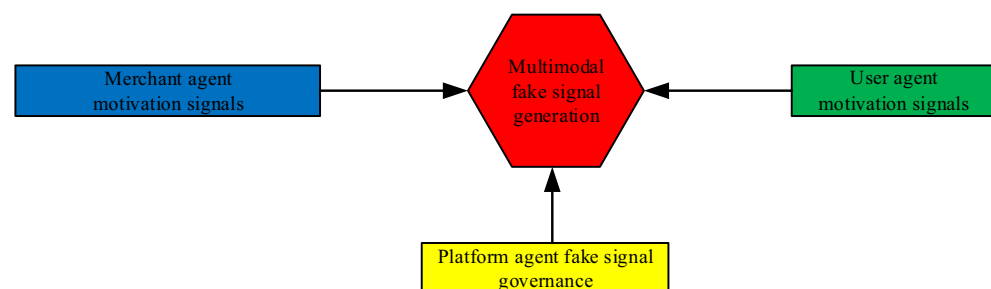 Merchant agent
motivation signals
Multimodal
fake signal
generation
User agent
motivation signals
Platform agent fake signal
governance